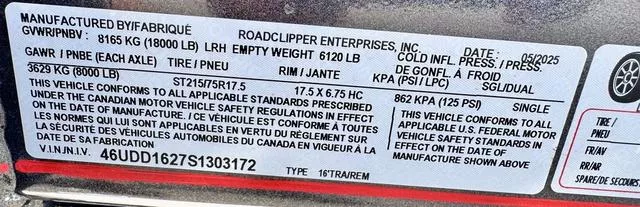 MANUFACTURED BY/FABRIQUÉ ROADCLIPPER ENTERPRISES, INC. DATE: 05/2025
GVWR/PNBV: 8165 KG (18000 LB) LRH EMPTY WEIGHT 6120 LB COLD INFL. PRESS./PRESS.
GAWR / PNBE (EACH AXLE) TIRE / PNEU RIM / JANTE DE GONFL. À FROID
KPA (PSI/LPC) SGL/DUAL
3629 KG (8000 LB) ST215/75R17.5 17.5 X 6.75 HC 862 KPA (125 PSI) SINGLE
THIS VEHICLE CONFORMS TO ALL APPLICABLE STANDARDS PRESCRIBED
UNDER THE CANADIAN MOTOR VEHICLE SAFETY REGULATIONS IN EFFECT
ON THE DATE OF MANUFACTURE. / CE VÉHICULE EST CONFORME À TOUTES
LES NORMES QUI LUI SONT APPLICABLES EN VERTU DU RÈGLEMENT SUR
LA SÉCURITÉ DES VÉHICULES AUTOMOBILES DU CANADA EN VIGUEUR À LA
DATE DE SA FABRICATION
THIS VEHICLE CONFORMS TO ALL
APPLICABLE U.S. FEDERAL MOTOR
VEHICLE SAFETY STANDARDS IN
EFFECT ON THE DATE OF
MANUFACTURE SHOWN ABOVE
V.I.N./N.I.V. 46UDD1627S1303172 TYPE 16'TRA/REM
TIRE /
PNEU
FR/AV
RR/AR
SPARE/DE SECOURS